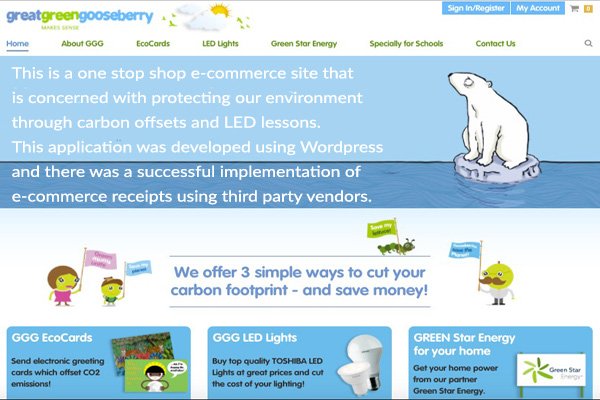 greatgreengooseberry
MAKES SENSE
Sign In/Register My Account 0
Home About GGG EcoCards LED Lights Green Star Energy Specially for Schools Contact Us
This is a one stop shop e-commerce site that
is concerned with protecting our environment
through carbon offsets and LED lessons.
This application was developed using Wordpress
and there was a successful implementation of
e-commerce receipts using third party vendors.
Save my
We offer 3 simple ways to cut your
carbon footprint - and save money!
GGG EcoCards
Send electronic greeting
cards which offset CO2
emissions!
GGG LED Lights
Buy top quality TOSHIBA LED
Lights at great prices and cut
the cost of your lighting!
GREEN Star Energy
for your home
Get your home power
from our partner
Green Star Energy.
Green Star
Energy